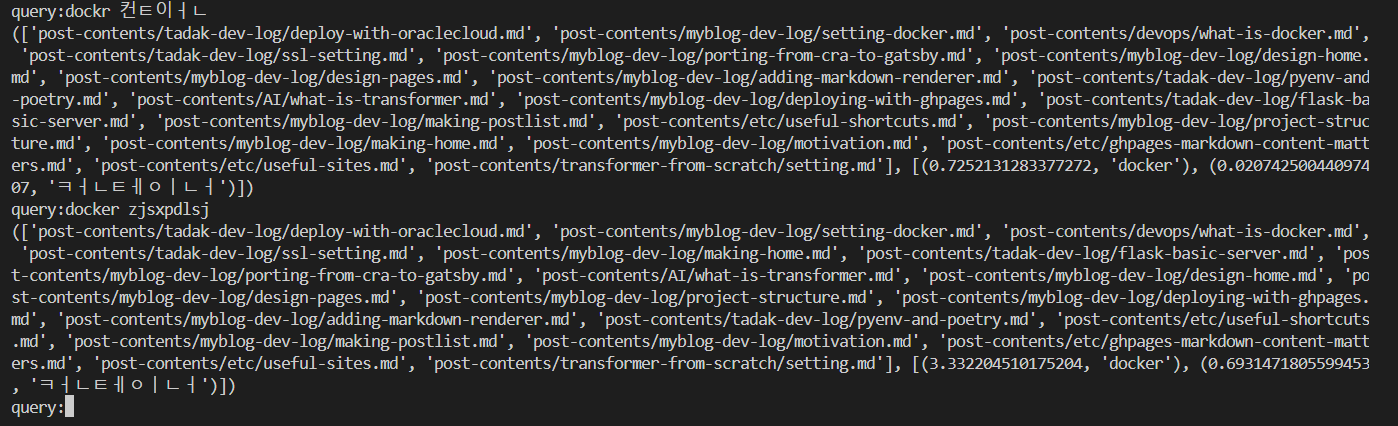 query:dockr 컨ㅌ이ㅓㄴ
(['post-contents/tadak-dev-log/deploy-with-oraclecloud.md', 'post-contents/myblog-dev-log/setting-docker.md', 'post-contents/devops/what-is-docker.md',
 'post-contents/tadak-dev-log/ssl-setting.md', 'post-contents/myblog-dev-log/porting-from-cra-to-gatsby.md', 'post-contents/myblog-dev-log/design-home.
md', 'post-contents/myblog-dev-log/design-pages.md', 'post-contents/myblog-dev-log/adding-markdown-renderer.md', 'post-contents/tadak-dev-log/pyenv-and
-poetry.md', 'post-contents/AI/what-is-transformer.md', 'post-contents/myblog-dev-log/deploying-with-ghpages.md', 'post-contents/tadak-dev-log/flask-ba
sic-server.md', 'post-contents/myblog-dev-log/making-postlist.md', 'post-contents/etc/useful-shortcuts.md', 'post-contents/myblog-dev-log/project-struc
ture.md', 'post-contents/myblog-dev-log/making-home.md', 'post-contents/myblog-dev-log/motivation.md', 'post-contents/etc/ghpages-markdown-content-matt
ers.md', 'post-contents/etc/useful-sites.md', 'post-contents/transformer-from-scratch/setting.md'], [(0.7252131283377272, 'docker'), (0.020742500440974
07, 'ㅋㅓㄴㅌㅔㅇㅣㄴㅓ')])
query:docker zjsxpdlsj
(['post-contents/tadak-dev-log/deploy-with-oraclecloud.md', 'post-contents/myblog-dev-log/setting-docker.md', 'post-contents/devops/what-is-docker.md',
 'post-contents/tadak-dev-log/ssl-setting.md', 'post-contents/myblog-dev-log/making-home.md', 'post-contents/tadak-dev-log/flask-basic-server.md', 'pos
t-contents/myblog-dev-log/porting-from-cra-to-gatsby.md', 'post-contents/AI/what-is-transformer.md', 'post-contents/myblog-dev-log/design-home.md', 'po
st-contents/myblog-dev-log/design-pages.md', 'post-contents/myblog-dev-log/project-structure.md', 'post-contents/myblog-dev-log/deploying-with-ghpages.
md', 'post-contents/myblog-dev-log/adding-markdown-renderer.md', 'post-contents/tadak-dev-log/pyenv-and-poetry.md', 'post-contents/etc/useful-shortcuts
.md', 'post-contents/myblog-dev-log/making-postlist.md', 'post-contents/myblog-dev-log/motivation.md', 'post-contents/etc/ghpages-markdown-content-matt
ers.md', 'post-contents/etc/useful-sites.md', 'post-contents/transformer-from-scratch/setting.md'], [(3.332204510175204, 'docker'), (0.6931471805599453
, 'ㅋㅓㄴㅌㅔㅇㅣㄴㅓ')])
query: